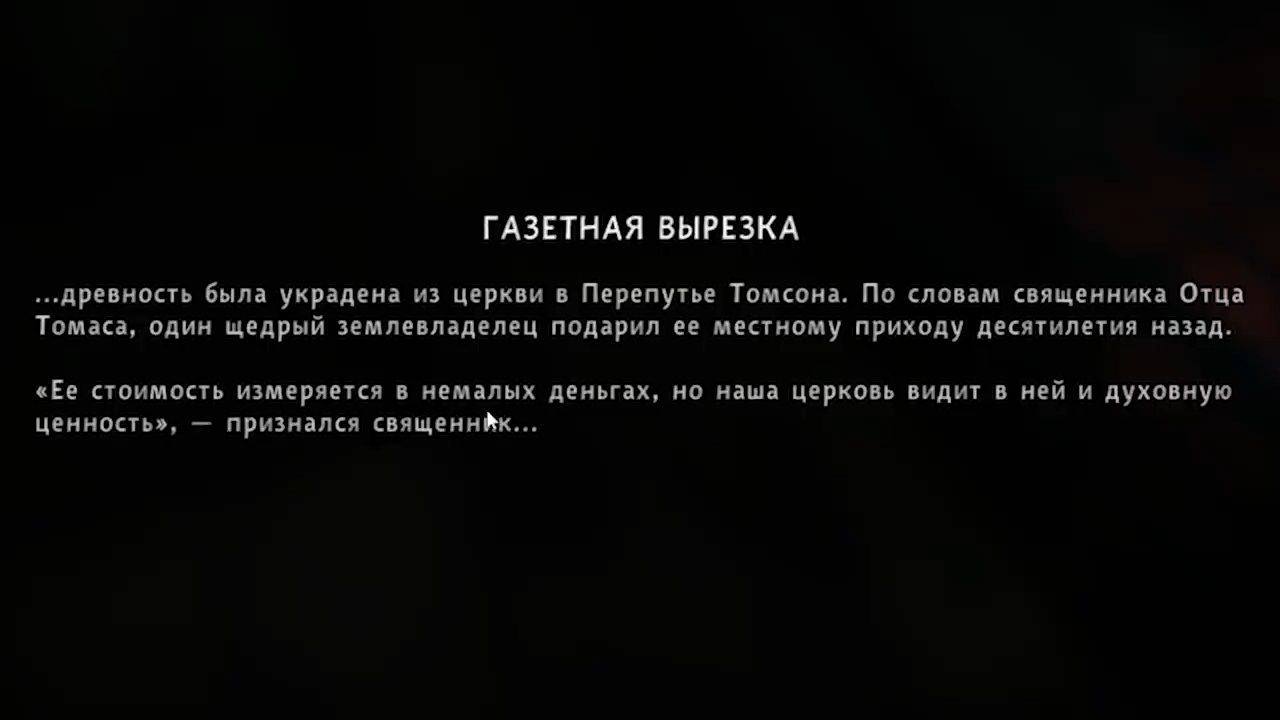 ГАЗЕТНАЯ ВЫРЕЗКА
...древность была украдена из церкви в Перепутье Томсона. По словам священника Отца
Томаса, один щедрый землевладелец подарил ее местному приходу десятилетия назад.
«Ее стоимость измеряется в немалых деньгах, но наша церковь видит в ней и духовную
ценность», — признался священник...